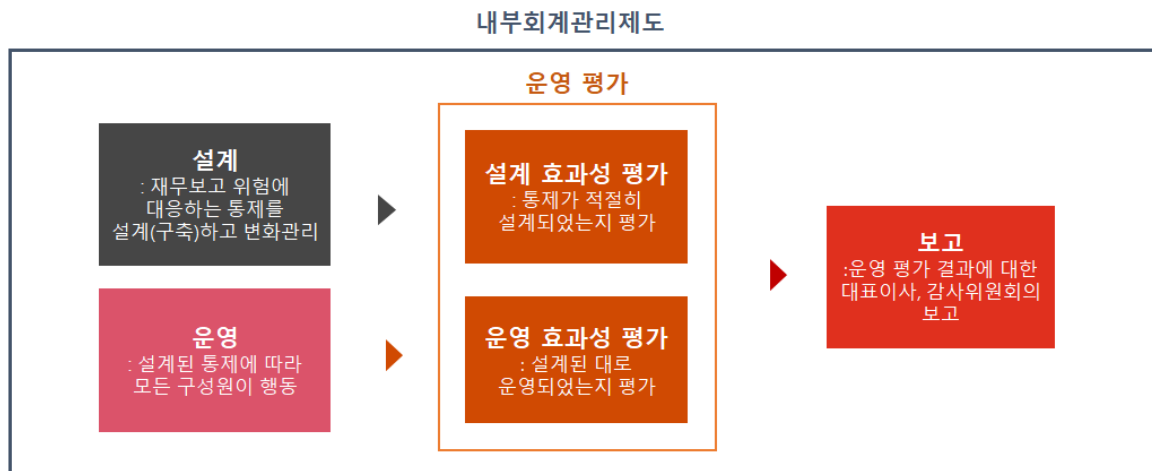 내부회계관리제도
운영 평가
설계
: 재무보고 위험에
대응하는 통제를
설계(구축)하고 변화관리
설계 효과성 평가
: 통제가 적절히
설계되었는지 평가
운영
: 설계된 통제에 따라
모든 구성원이 행동
운영 효과성 평가
: 설계된 대로
운영되었는지 평가
보고
:운영 평가 결과에 대한
대표이사, 감사위원회의
보고